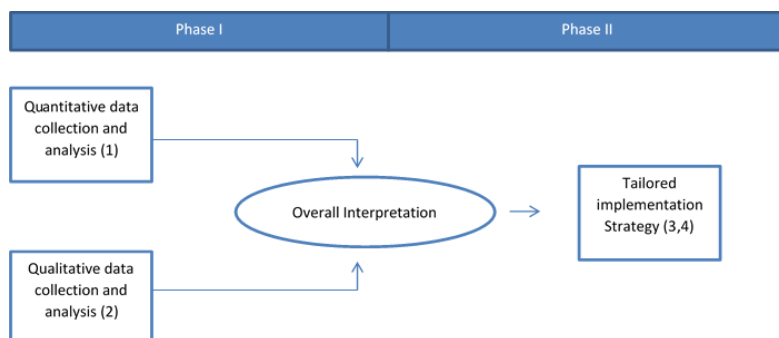 Phase I
Phase II
Quantitative data
collection and
analysis (1)
Overall Interpretation
Tailored
implementation
Strategy (3,4)
Qualitative data
collection and
analysis (2)